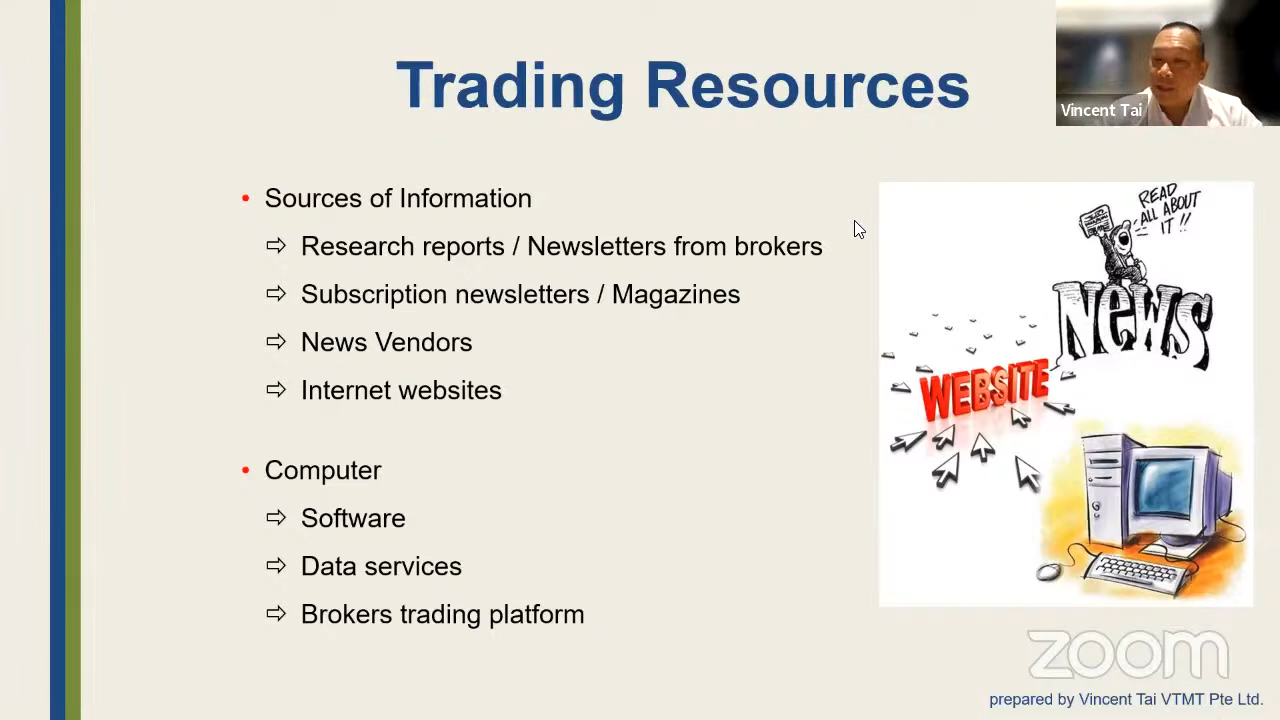 Trading Resources
Vincent Tai
• Sources of Information
⇨ Research reports / Newsletters from brokers
⇨ Subscription newsletters / Magazines
⇨ News Vendors
⇨ Internet websites
• Computer
⇨ Software
⇨ Data services
⇨ Brokers trading platform
READ
ALL ABOUT
IT !!
NeWS
WEBSITE
zoom
prepared by Vincent Tai VTMT Pte Ltd.